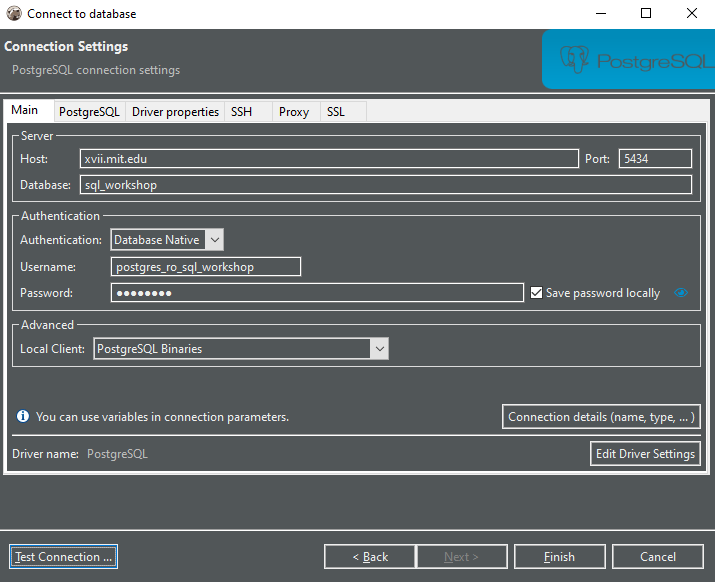 Connect to database
Connection Settings
PostgreSQL connection settings
PostgreSQL
Main PostgreSQL Driver properties SSH Proxy SSL
Server
Host: xvii.mit.edu Port: 5434
Database: sql_workshop
Authentication
Authentication: Database Native
Username: postgres_ro_sql_workshop
Password: ●●●●●●●● Save password locally
Advanced
Local Client: PostgreSQL Binaries
You can use variables in connection parameters. Connection details (name, type, ... )
Driver name: PostgreSQL Edit Driver Settings
Test Connection ... < Back Next > Finish Cancel